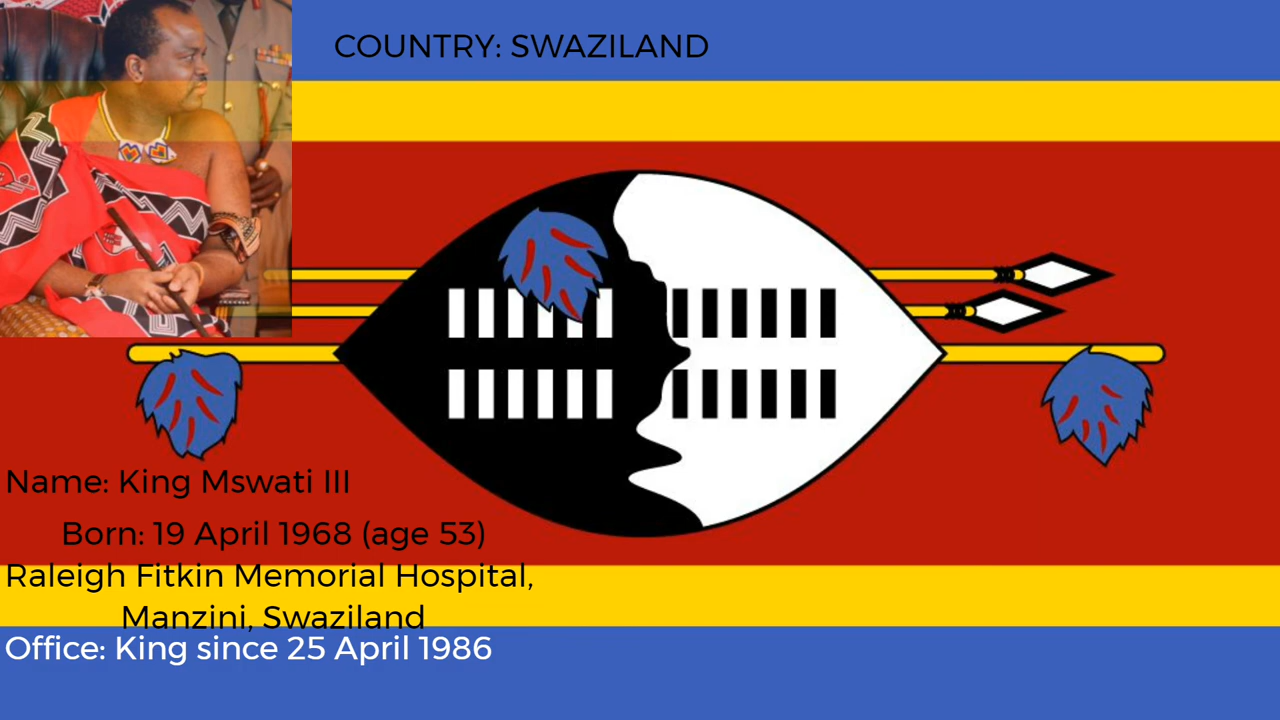 COUNTRY: SWAZILAND
Name: King Mswati III
Born: 19 April 1968 (age 53)
Raleigh Fitkin Memorial Hospital,
Manzini, Swaziland
Office: King since 25 April 1986